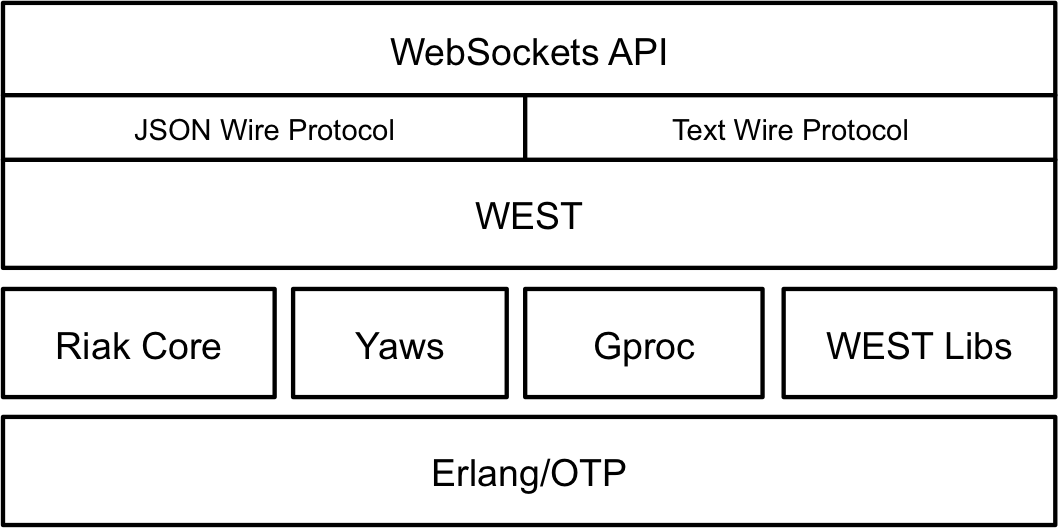 WebSockets API
JSON Wire Protocol
Text Wire Protocol
WEST
Riak Core
Yaws
Gproc
WEST Libs
Erlang/OTP